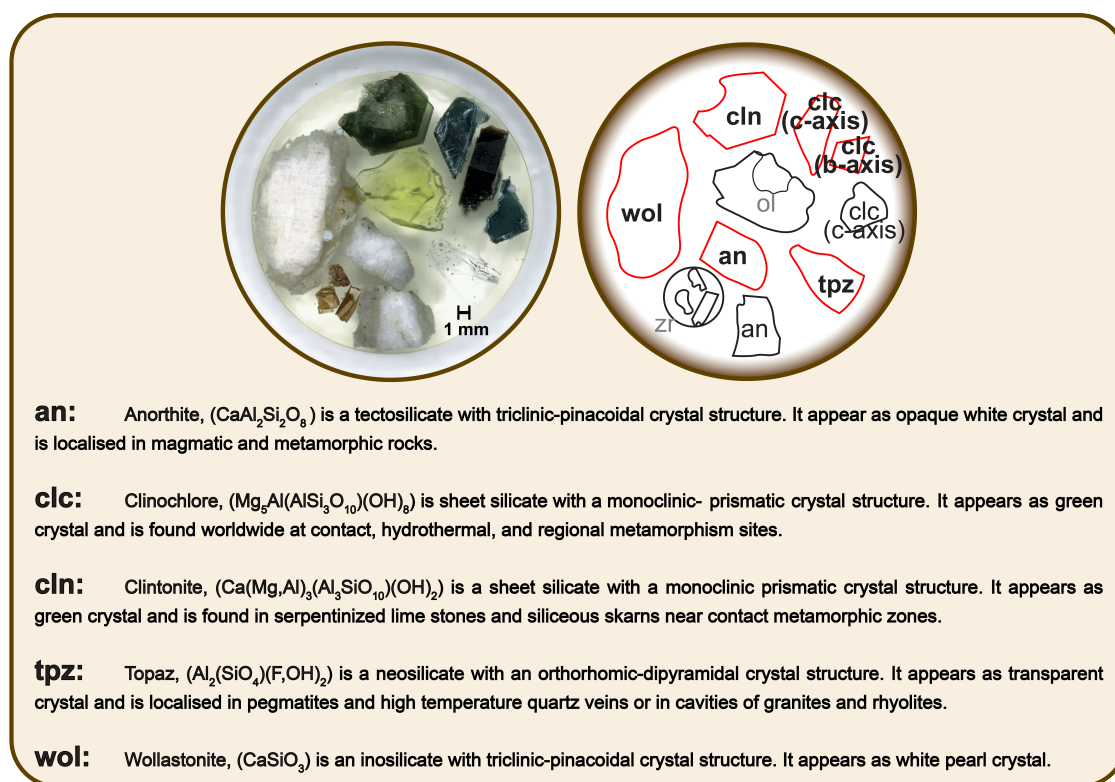 1 mm
cln
clc
(c-axis)
clc
(b-axis)
ol
clc
(c-axis)
wol
an
tpz
zr
an
an: Anorthite, (CaAl₂Si₂O₈) is a tectosilicate with triclinic-pinacoidal crystal structure. It appear as opaque white crystal and
is localised in magmatic and metamorphic rocks.
clc: Clinochlore, (Mg₅Al(AlSi₃O₁₀)(OH)₈) is sheet silicate with a monoclinic- prismatic crystal structure. It appears as green
crystal and is found worldwide at contact, hydrothermal, and regional metamorphism sites.
cln: Clintonite, (Ca(Mg,Al)₃(Al₃SiO₁₀)(OH)₂) is a sheet silicate with a monoclinic prismatic crystal structure. It appears as
green crystal and is found in serpentinized lime stones and siliceous skarns near contact metamorphic zones.
tpz: Topaz, (Al₂(SiO₄)(F,OH)₂) is a neosilicate with an orthorhomic-dipyramidal crystal structure. It appears as transparent
crystal and is localised in pegmatites and high temperature quartz veins or in cavities of granites and rhyolites.
wol: Wollastonite, (CaSiO₃) is an inosilicate with triclinic-pinacoidal crystal structure. It appears as white pearl crystal.